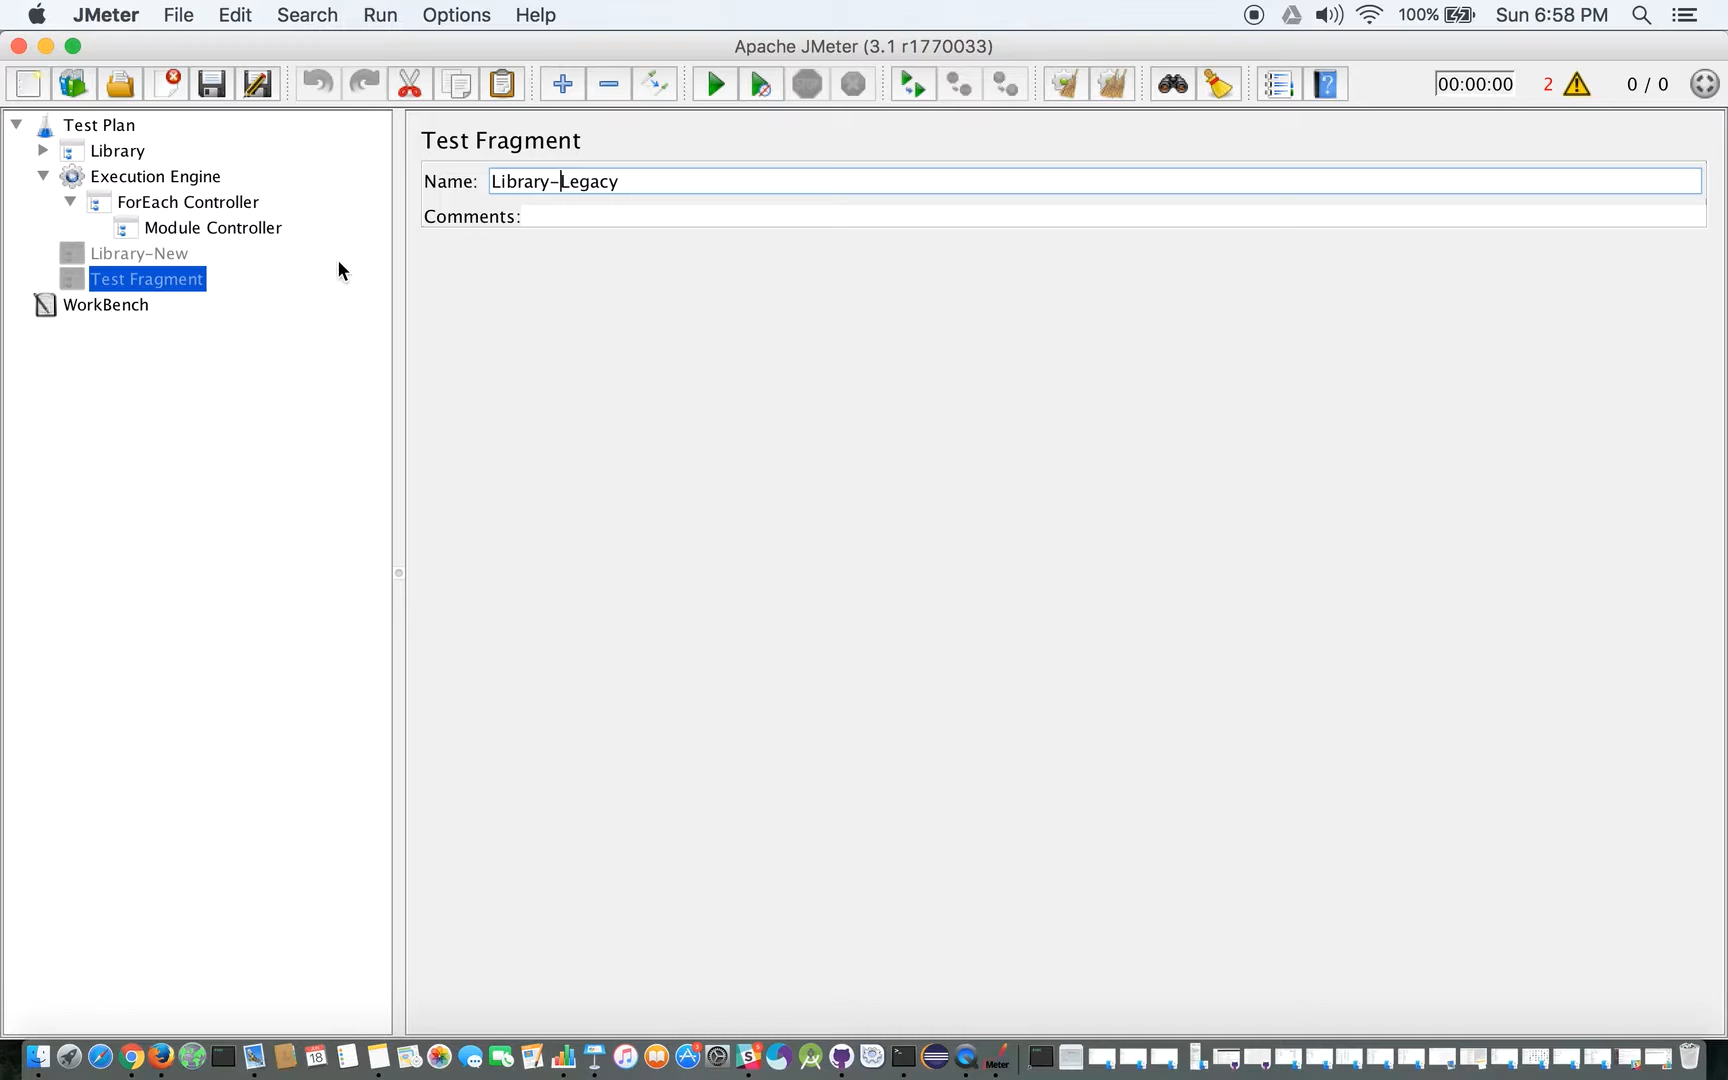 JMeter File Edit Search Run Options Help 100% Sun 6:58 PM
Apache JMeter (3.1 r1770033)
00:00:00 2 0 / 0
Test Plan
Library
Execution Engine
ForEach Controller
Module Controller
Library-New
Test Fragment
WorkBench
Test Fragment
Name: Library-Legacy
Comments:
18
Meter